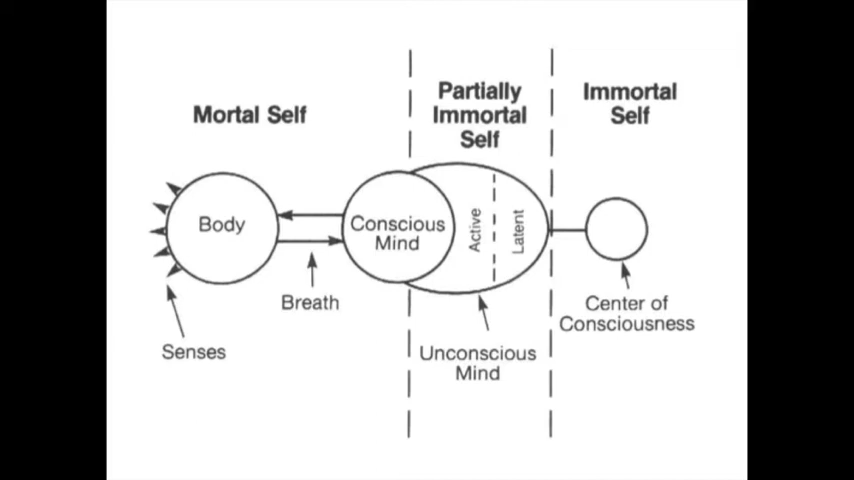 Mortal Self
Partially
Immortal
Self
Immortal
Self
Body
Conscious
Mind
Active
Latent
Breath
Senses
Unconscious
Mind
Center of
Consciousness